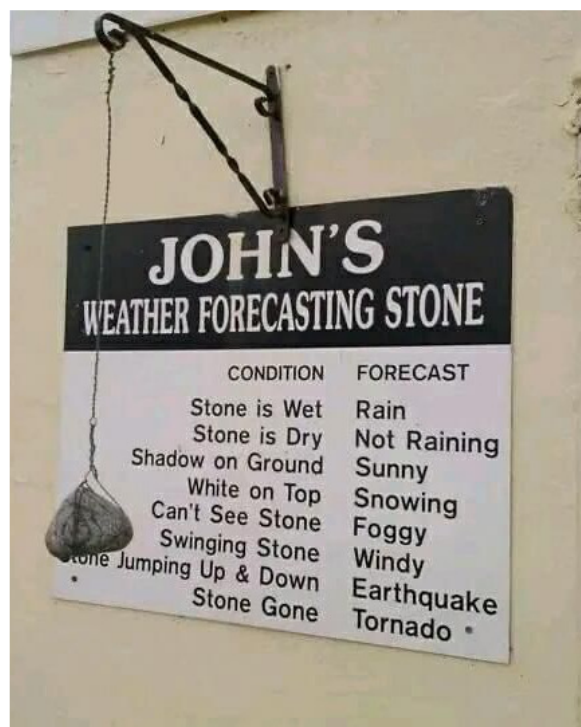 JOHN'S
WEATHER FORECASTING STONE
CONDITION FORECAST
Stone is Wet Rain
Stone is Dry Not Raining
Shadow on Ground Sunny
White on Top Snowing
Can't See Stone Foggy
Swinging Stone Windy
Stone Jumping Up & Down Earthquake
Stone Gone Tornado